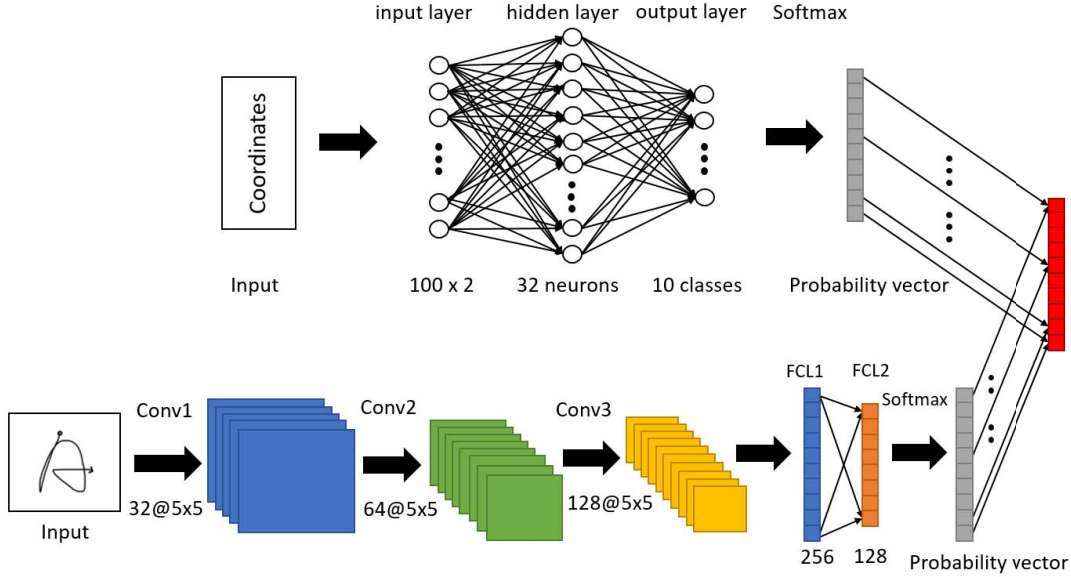 input layer hidden layer output layer Softmax
Coordinates
Input 100 x 2 32 neurons 10 classes Probability vector
FCL1 FCL2
Conv1 Conv2 Conv3 Softmax
32@5x5 64@5x5 128@5x5
Input
256 128 Probability vector